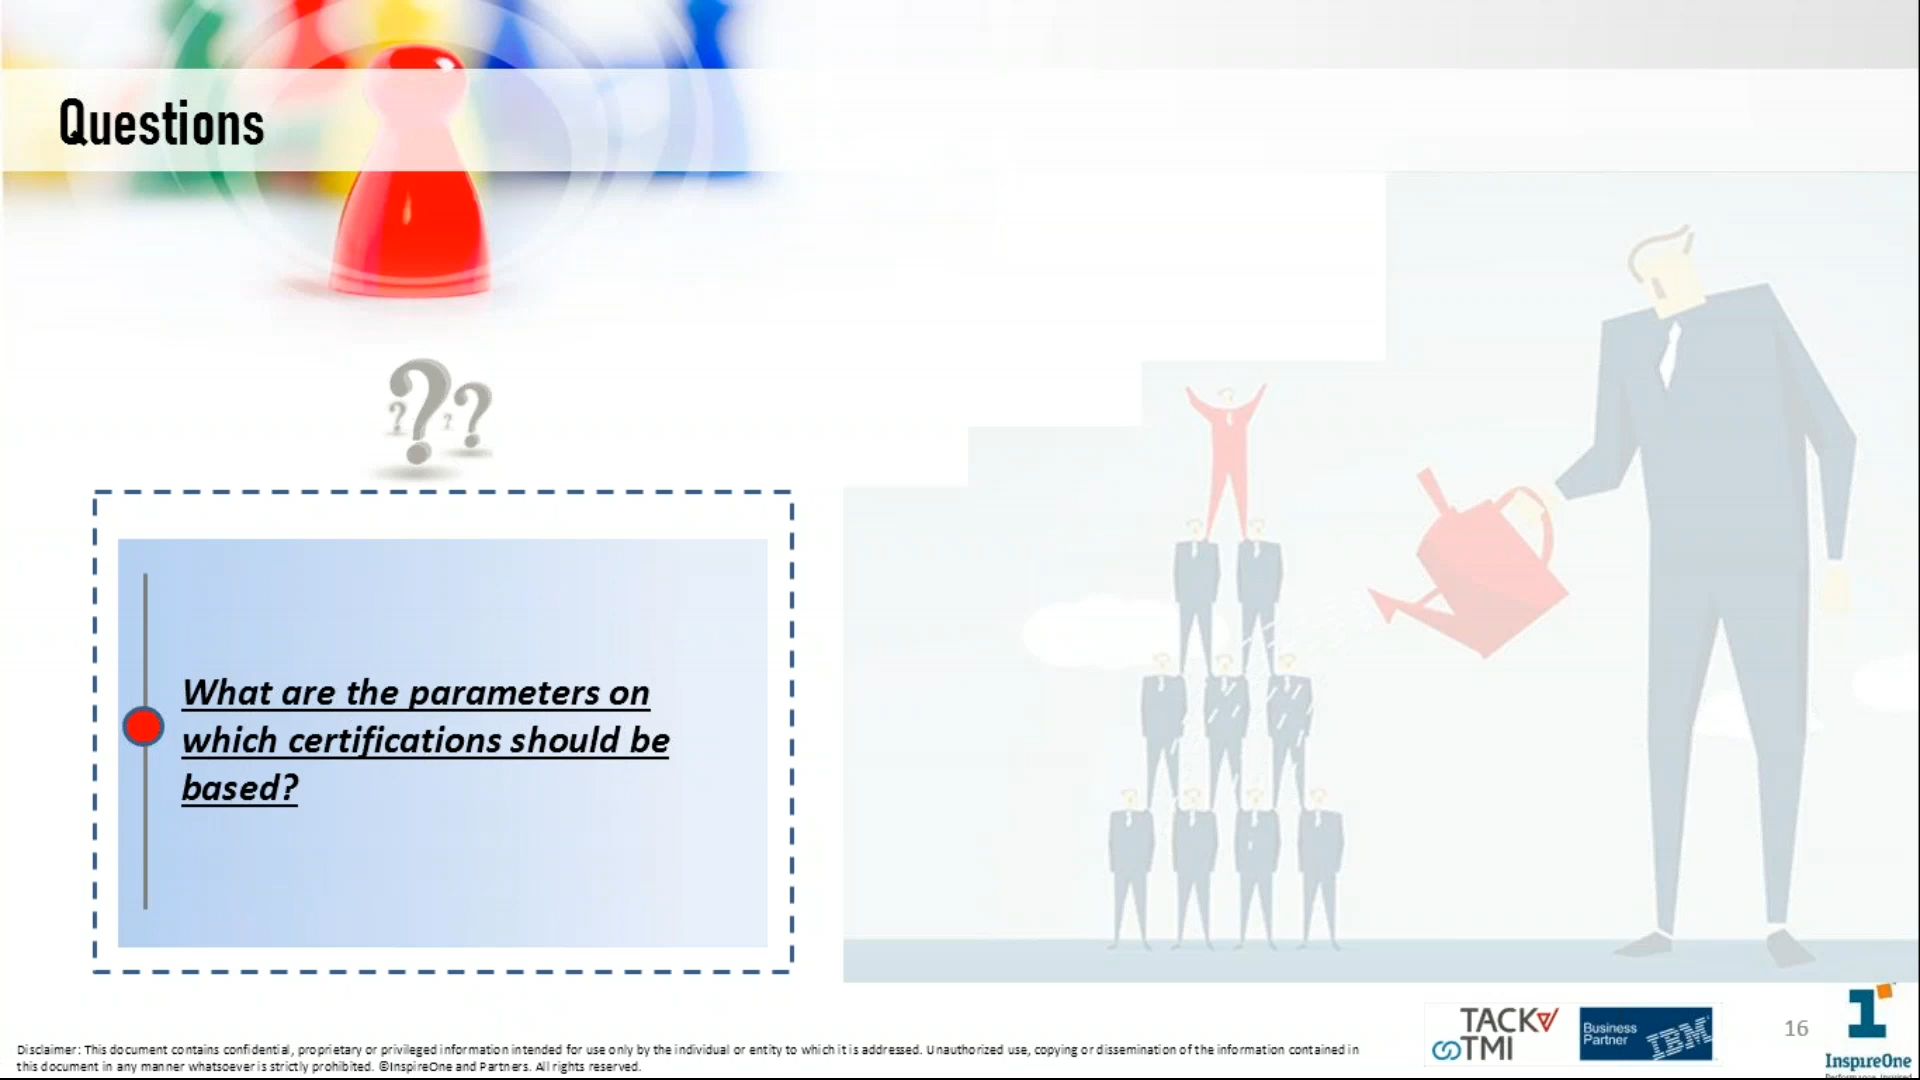 Questions
What are the parameters on
which certifications should be
based?
TACK
TMI
Business
Partner
IBM
16
InspireOne
Disclaimer: This document contains confidential, proprietary or privileged information intended for use only by the individual or entity to which it is addressed. Unauthorized use, copying or dissemination of the information contained in
this document in any manner whatsoever is strictly prohibited. ©InspireOne and Partners. All rights reserved.